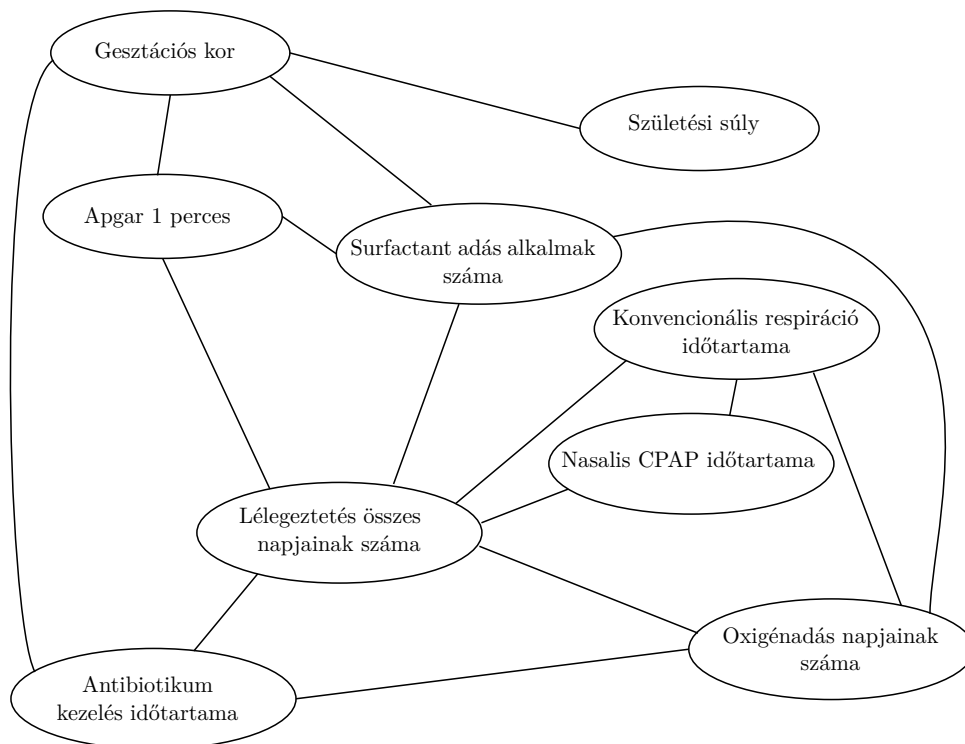 Gesztációs kor
Születési súly
Apgar 1 perces
Surfactant adás alkalmak
száma
Konvencionális respiráció
időtartama
Nasalis CPAP időtartama
Lélegeztetés összes
napjainak száma
Oxigénadás napjainak
száma
Antibiotikum
kezelés időtartama